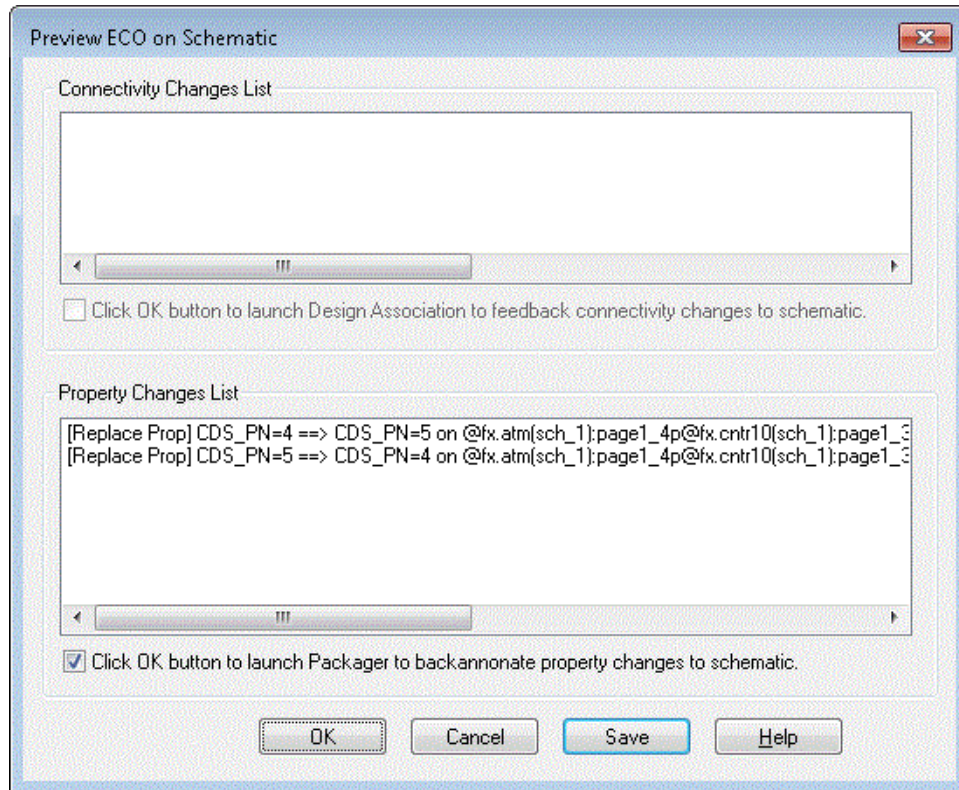 Preview ECO on Schematic
Connectivity Changes List
Click OK button to launch Design Association to feedback connectivity changes to schematic.
Property Changes List
[Replace Prop] CDS_PN=4 ==> CDS_PN=5 on @fx.atm(sch_1):page1_4p@fx.cntr10(sch_1):page1_3
[Replace Prop] CDS_PN=5 ==> CDS_PN=4 on @fx.atm(sch_1):page1_4p@fx.cntr10(sch_1):page1_3
Click OK button to launch Packager to backannonate property changes to schematic.
OK Cancel Save Help